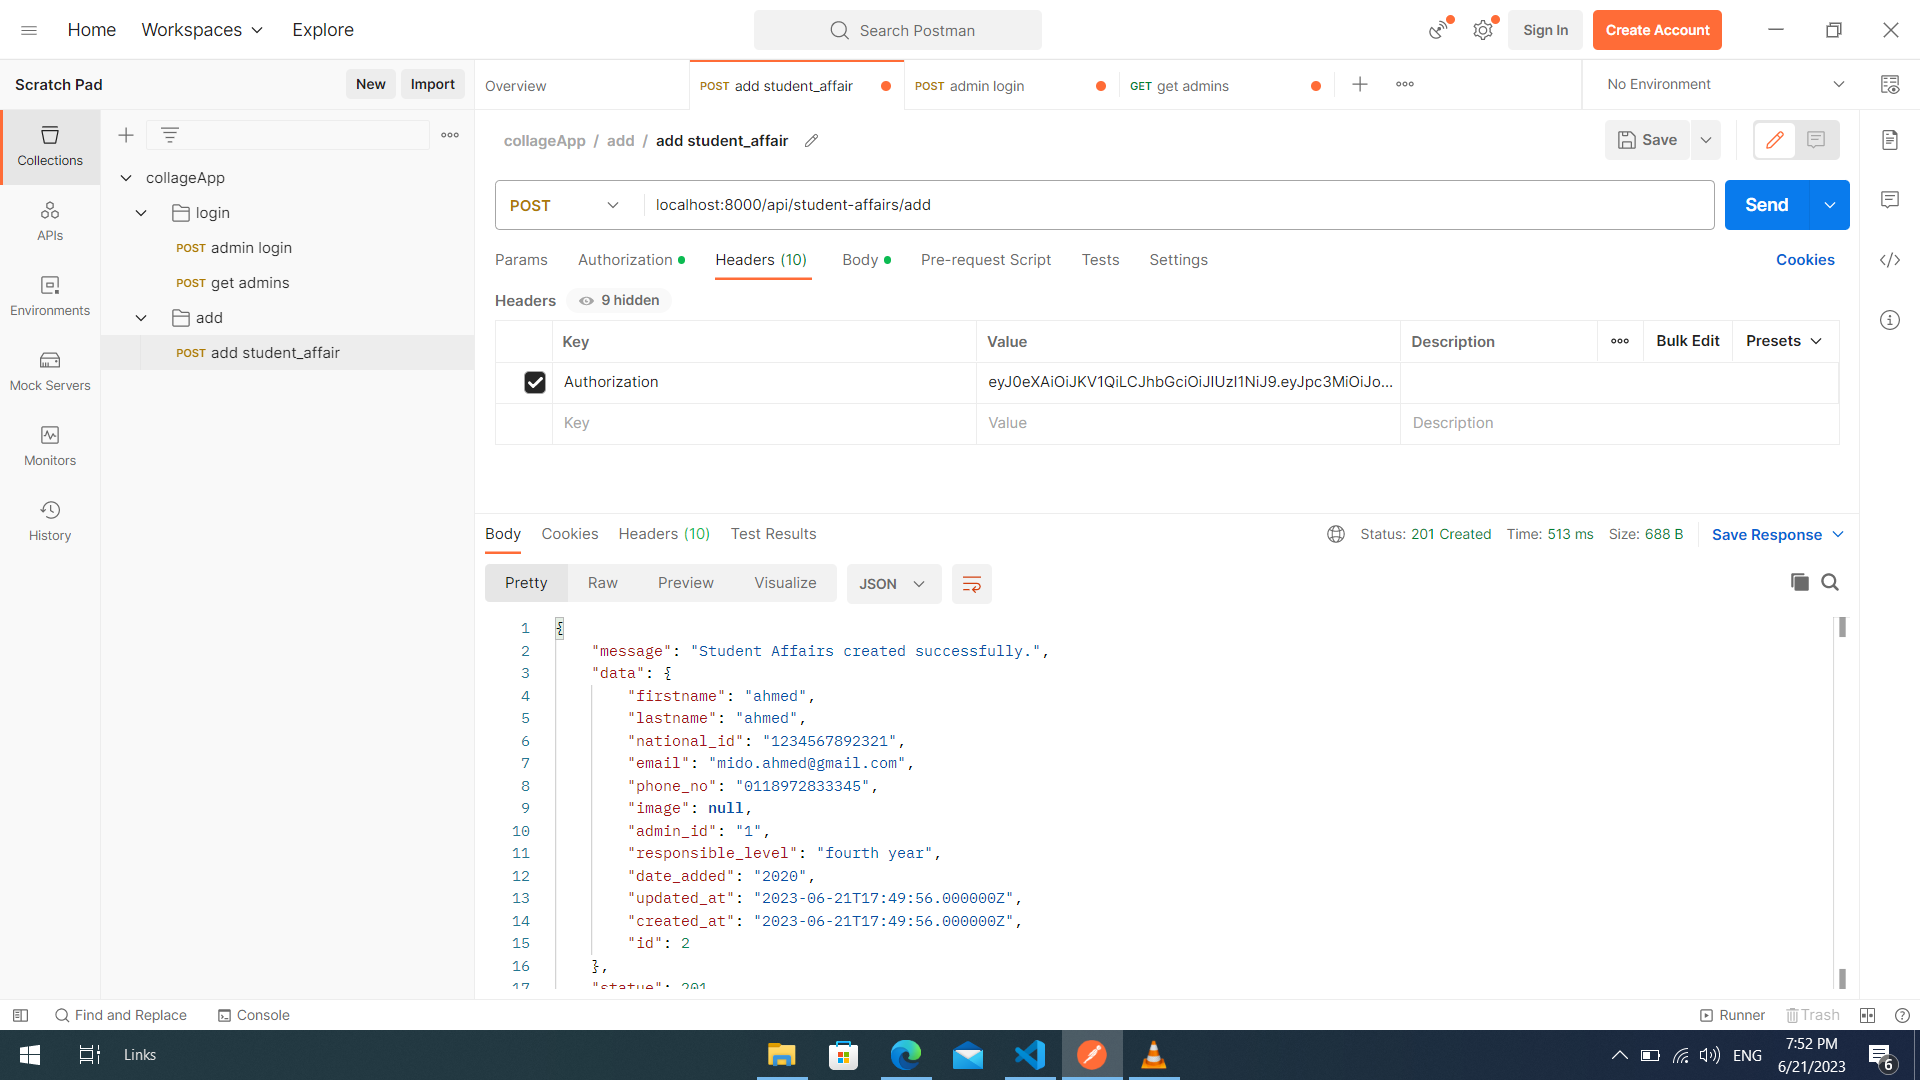 Home
Workspaces
Explore
Search Postman
Sign In
Create Account
Scratch Pad
New
Import
Overview
POST add student_affair
POST admin login
GET get admins
No Environment
Collections
APIs
Environments
Mock Servers
Monitors
History
collageApp
login
POST admin login
POST get admins
add
POST add student_affair
collageApp / add / add student_affair
Save
POST
localhost:8000/api/student-affairs/add
Send
Params
Authorization
Headers (10)
Body
Pre-request Script
Tests
Settings
Cookies
Headers
9 hidden
Key
Value
Description
Bulk Edit
Presets
Authorization
eyJ0eXAiOiJKV1QiLCJhbGciOiJIUzI1NiJ9.eyJpc3MiOiJo...
Key
Value
Description
Body
Cookies
Headers (10)
Test Results
Status: 201 Created
Time: 513 ms
Size: 688 B
Save Response
Pretty
Raw
Preview
Visualize
JSON
1 {
2 "message": "Student Affairs created successfully.",
3 "data": {
4 "firstname": "ahmed",
5 "lastname": "ahmed",
6 "national_id": "1234567892321",
7 "email": "mido.ahmed@gmail.com",
8 "phone_no": "0118972833345",
9 "image": null,
10 "admin_id": "1",
11 "responsible_level": "fourth year",
12 "date_added": "2020",
13 "updated_at": "2023-06-21T17:49:56.000000Z",
14 "created_at": "2023-06-21T17:49:56.000000Z",
15 "id": 2
16 },
17 "statue": 201
Find and Replace
Console
Runner
Trash
Links
ENG
7:52 PM
6/21/2023
6